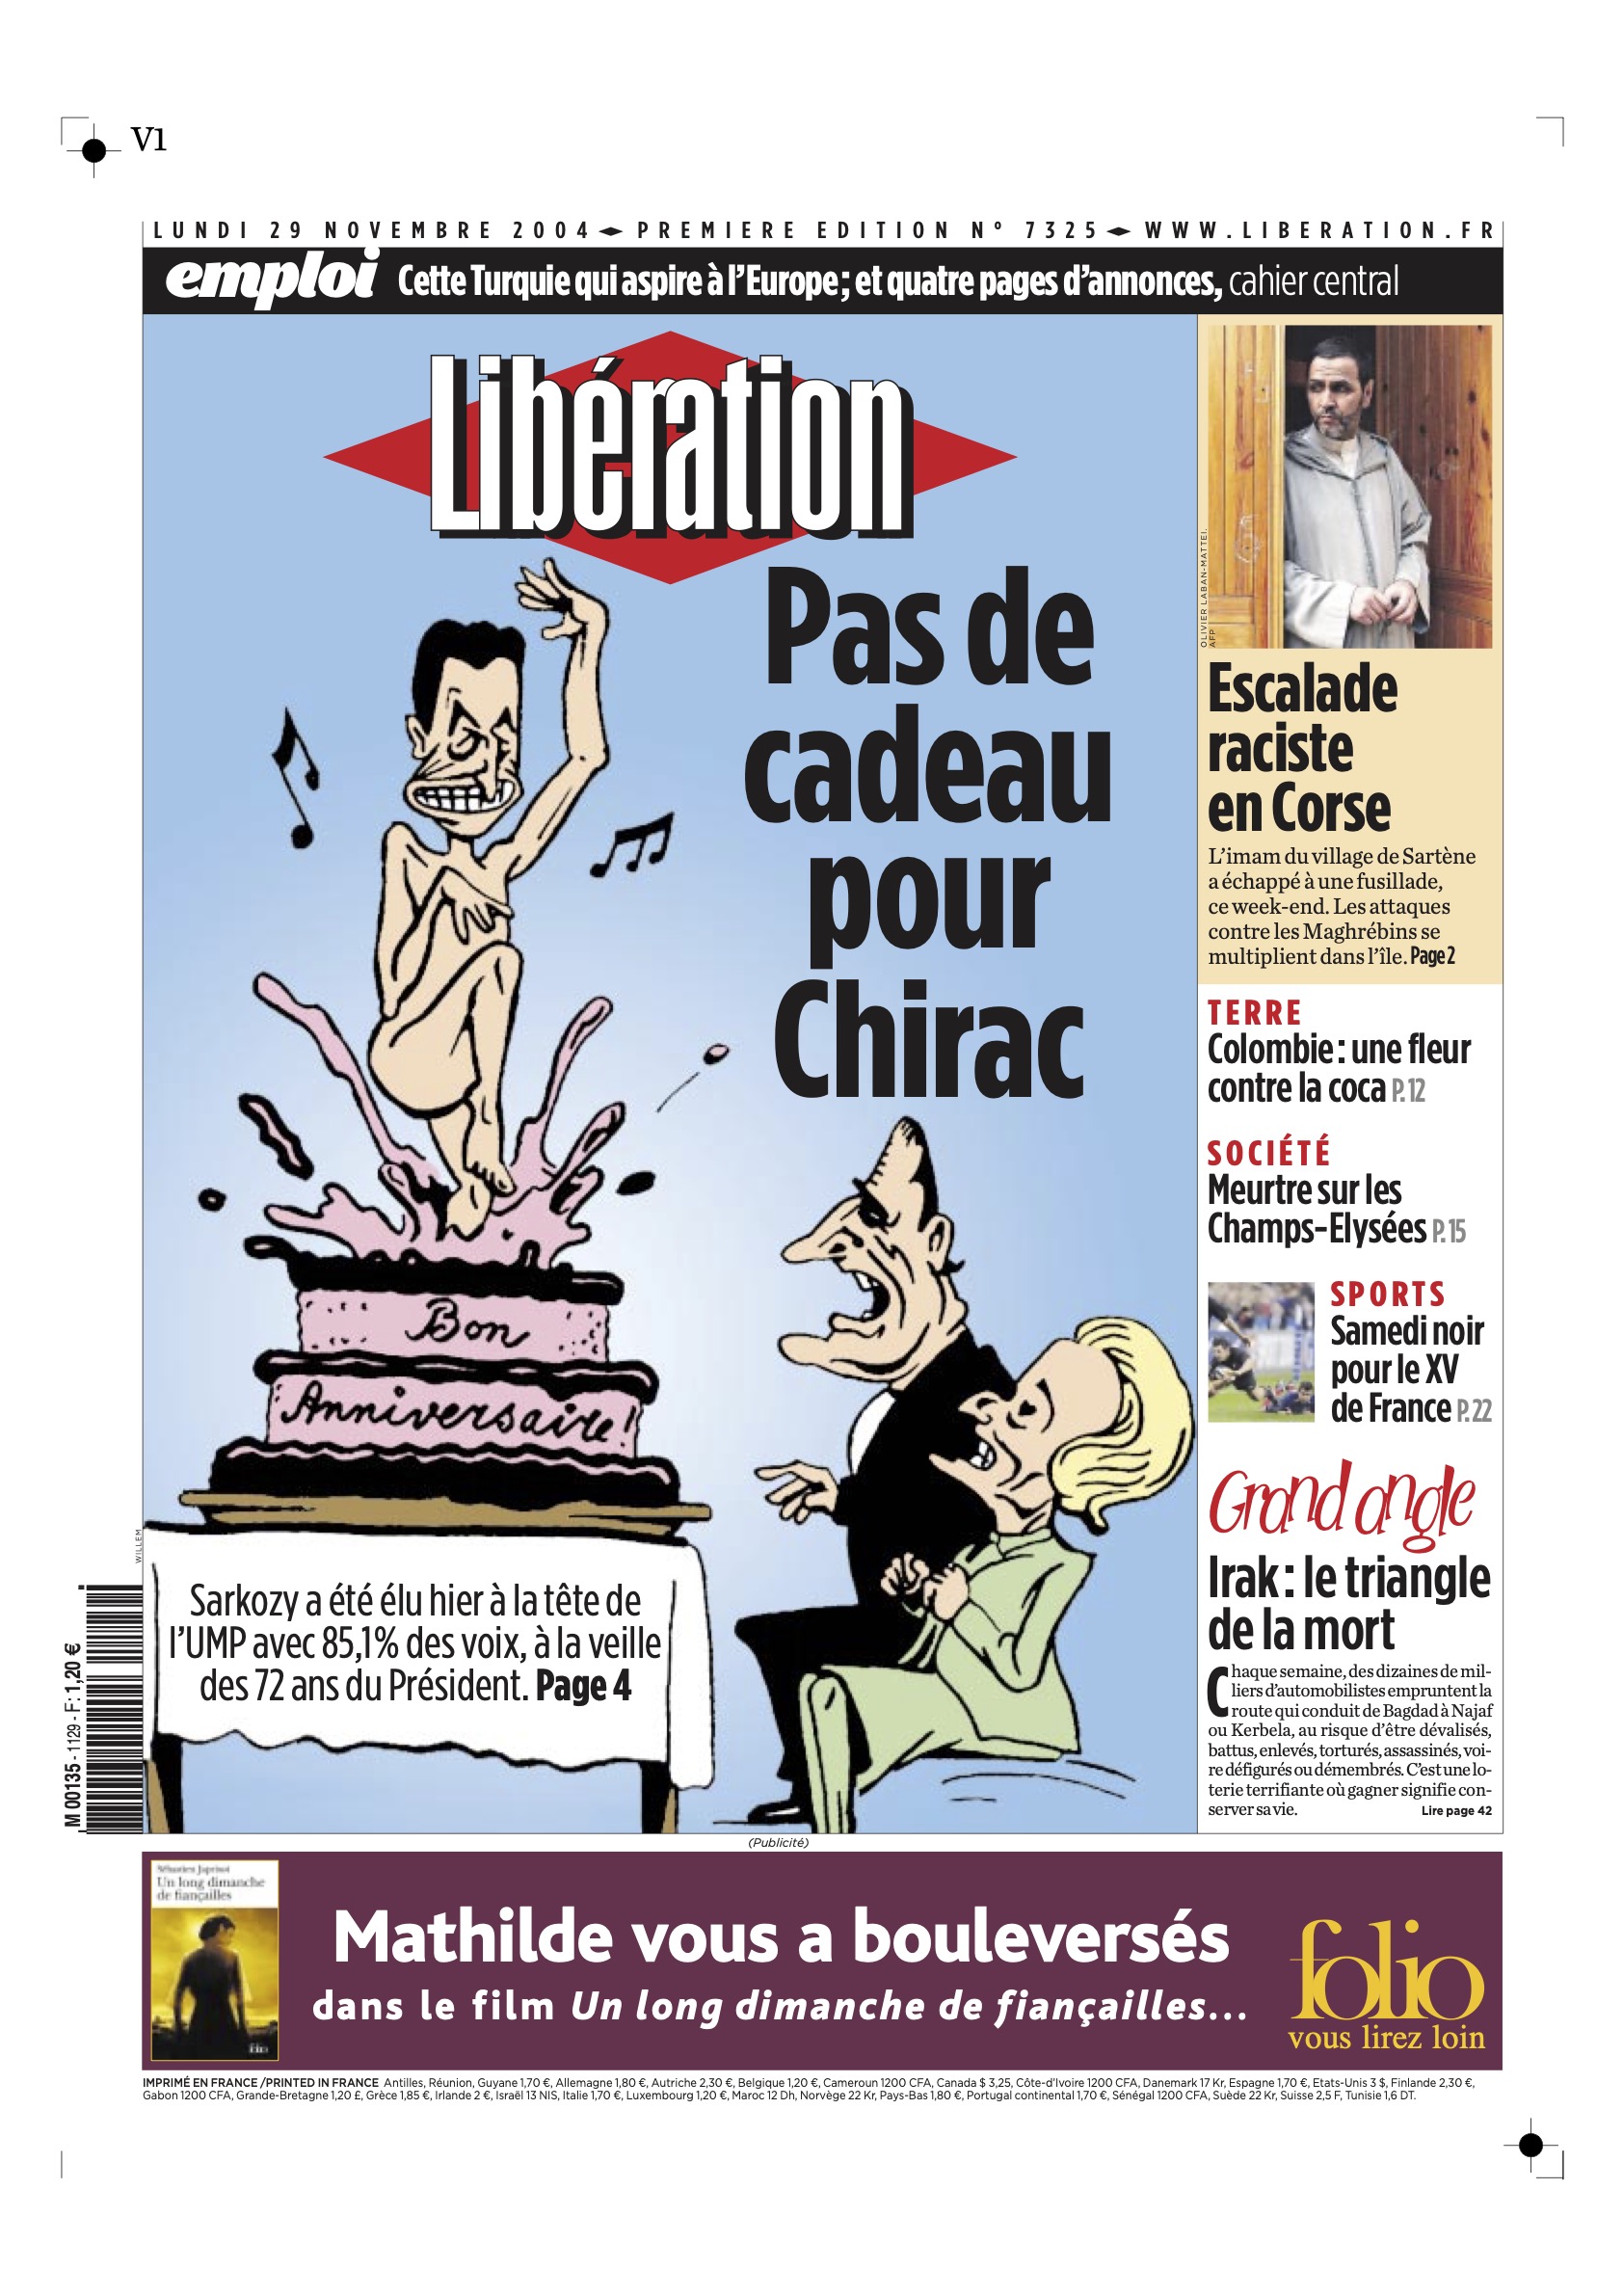 V1
LUNDI 29 NOVEMBRE 2004 PREMIERE EDITION Nº 7325 WWW.LIBERATION.FR
emploi Cette Turquie qui aspire à l'Europe; et quatre pages d'annonces, cahier central
Libération
Pas de
cadeau
pour
Chirac
Bon
Anniversaire!
WILLEM
Sarkozy a été élu hier à la tête de
l'UMP avec 85,1% des voix, à la veille
des 72 ans du Président. Page 4
M 00135 - 1129 - F: 1,20 €
OLIVIER LABAN-MATTEI.
AFP
Escalade
raciste
en Corse
L'imam du village de Sartène
a échappé à une fusillade,
ce week-end. Les attaques
contre les Maghrébins se
multiplient dans l'île. Page 2
TERRE
Colombie: une fleur
contre la coca P. 12
SOCIÉTÉ
Meurtre sur les
Champs-Elysées P. 15
SPORTS
Samedi noir
pour le XV
de France P. 22
Grand angle
Irak: le triangle
de la mort
Chaque semaine, des dizaines de mil-
liers d'automobilistes empruntent la
route qui conduit de Bagdad à Najaf
ou Kerbela, au risque d'être dévalisés,
battus, enlevés, torturés, assassinés, voi-
re défigurés ou démembrés. C'est une lo-
terie terrifiante où gagner signifie con-
server sa vie. Lire page 42
(Publicité)
Sébastien Japrisot
Un long dimanche
de fiançailles
folio
Mathilde vous a bouleversés
dans le film Un long dimanche de fiançailles...
folio
vous lirez loin
IMPRIMÉ EN FRANCE /PRINTED IN FRANCE Antilles, Réunion, Guyane 1,70 €, Allemagne 1,80 €, Autriche 2,30 €, Belgique 1,20 €, Cameroun 1200 CFA, Canada $ 3,25, Côte-d'Ivoire 1200 CFA, Danemark 17 Kr, Espagne 1,70 €, Etats-Unis 3 $, Finlande 2,30 €,
Gabon 1200 CFA, Grande-Bretagne 1,20 £, Grèce 1,85 €, Irlande 2 €, Israël 13 NIS, Italie 1,70 €, Luxembourg 1,20 €, Maroc 12 Dh, Norvège 22 Kr, Pays-Bas 1,80 €, Portugal continental 1,70 €, Sénégal 1200 CFA, Suède 22 Kr, Suisse 2,5 F, Tunisie 1,6 DT.